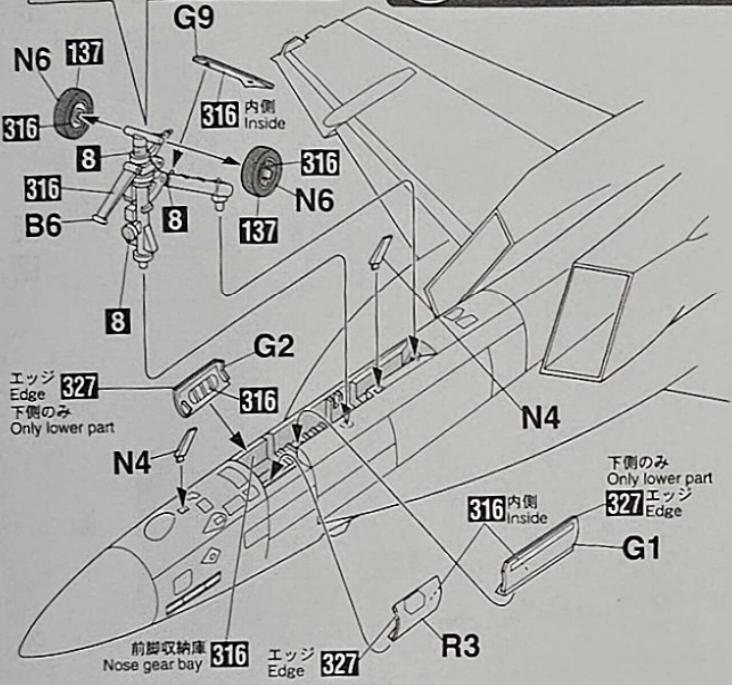 G9
N6 137
316 内側
Inside
316
8
316
316
N6
B6
8
137
8
G2
エッジ
Edge 327
下側のみ
Only lower part
316
N4
N4
下側のみ
Only lower part
316 内側
Inside
327 エッジ
Edge
G1
前脚収納庫
Nose gear bay 316
エッジ
Edge 327
R3